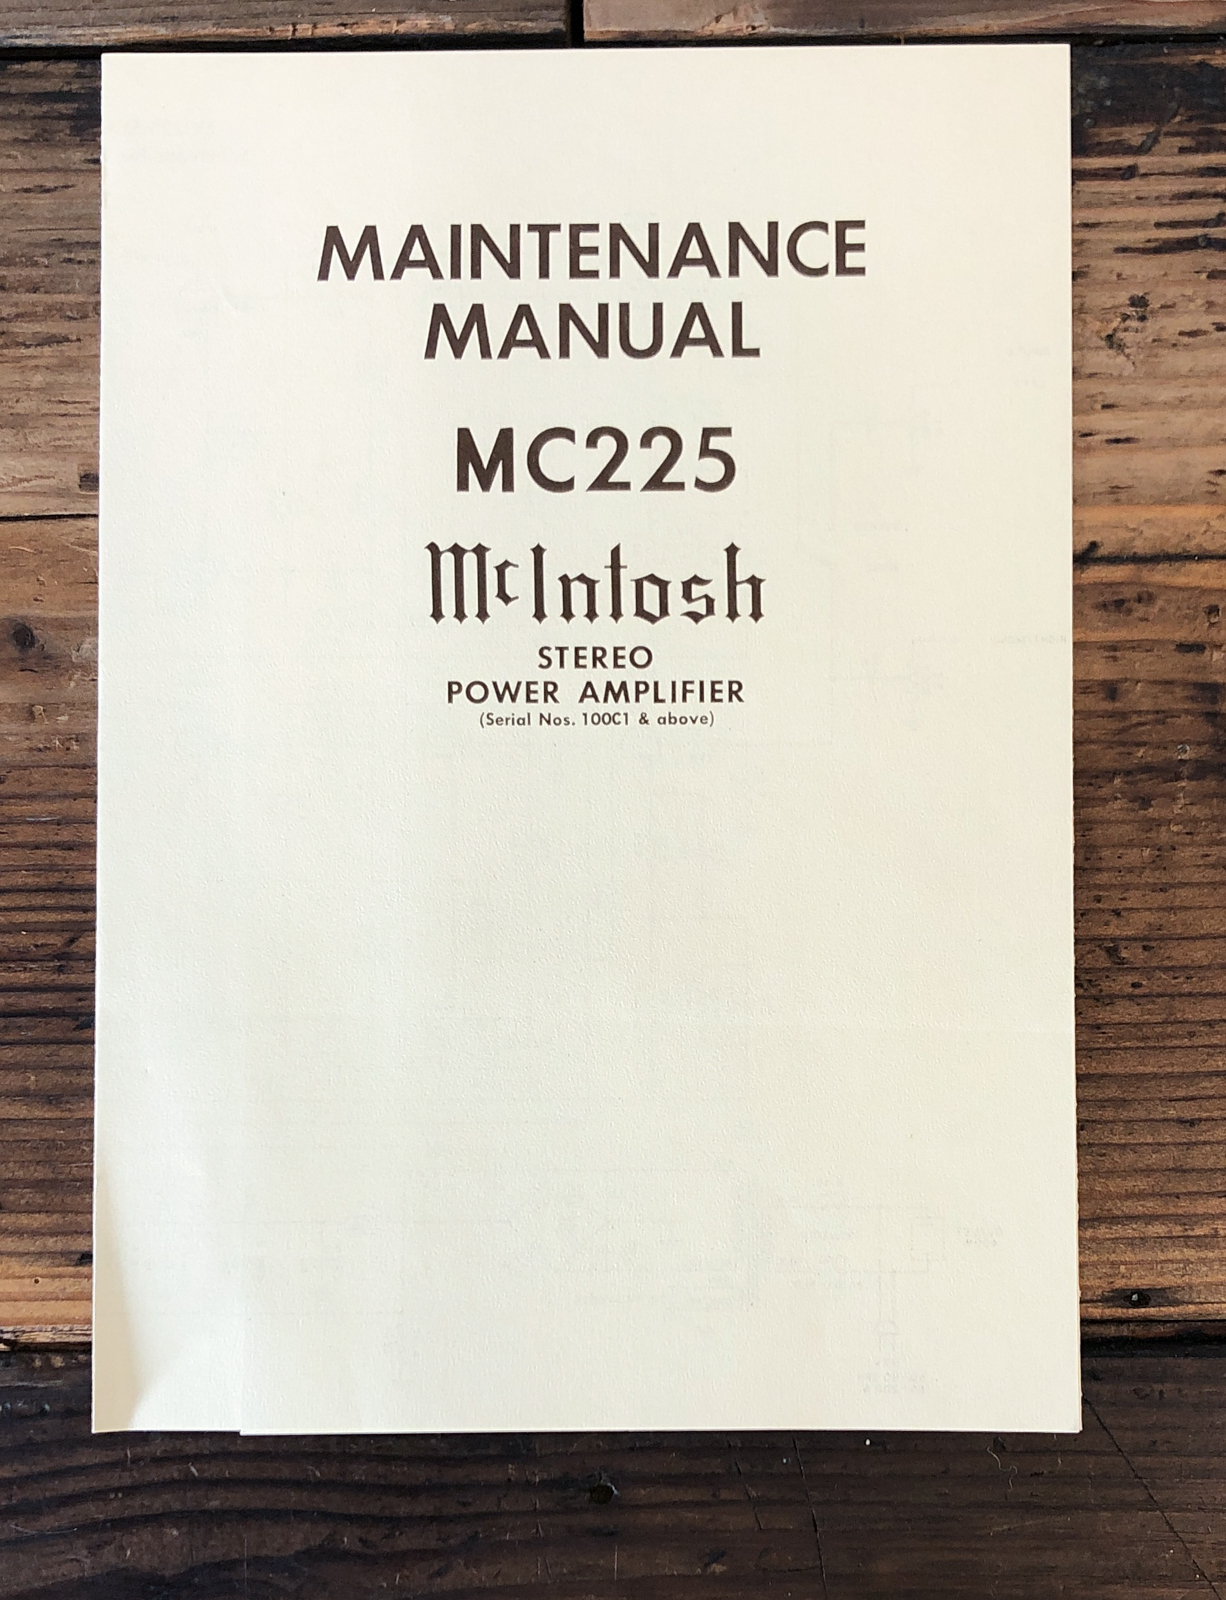 MAINTENANCE
MANUAL
MC225
McIntosh
STEREO
POWER AMPLIFIER
(Serial Nos. 100C1 & above)